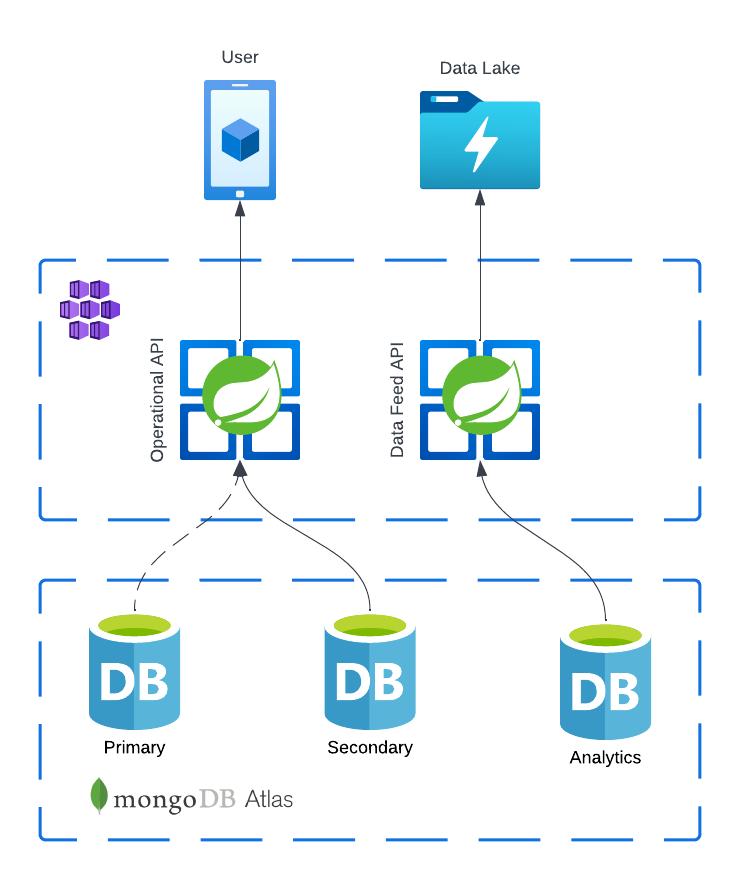 User
Data Lake
Operational API
Data Feed API
DB
DB
DB
Primary
Secondary
Analytics
mongoDB Atlas